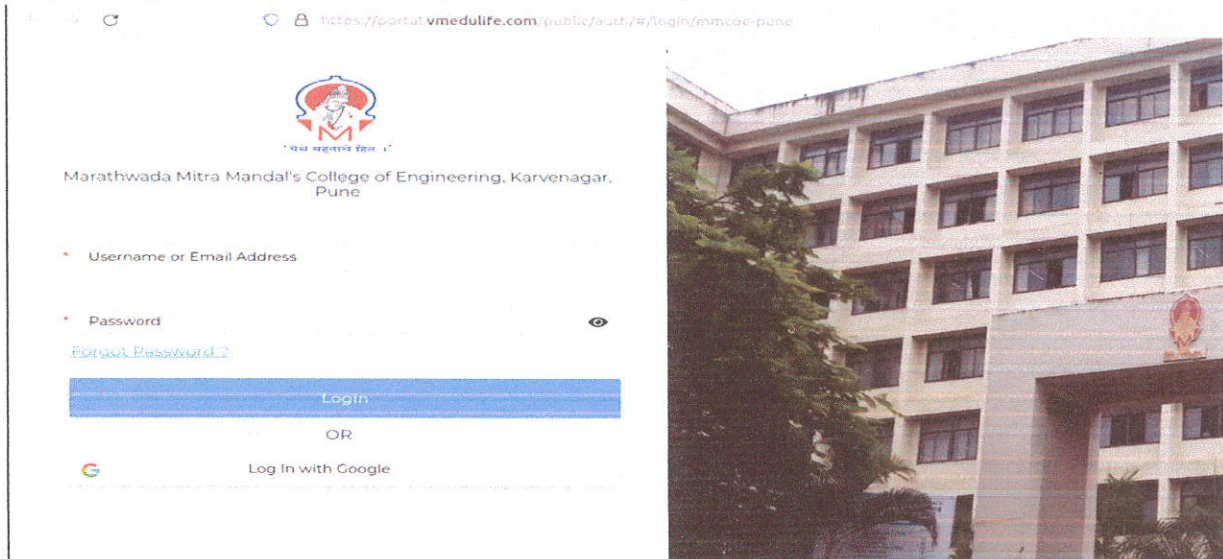 https://portal.vmedulife.com/public/auth/#/login/mmcoe-pune
M
Marathwada Mitra Mandal's College of Engineering, Karvenagar,
Pune
* Username or Email Address
* Password
Forgot Password ?
Login
OR
G Log In with Google
M